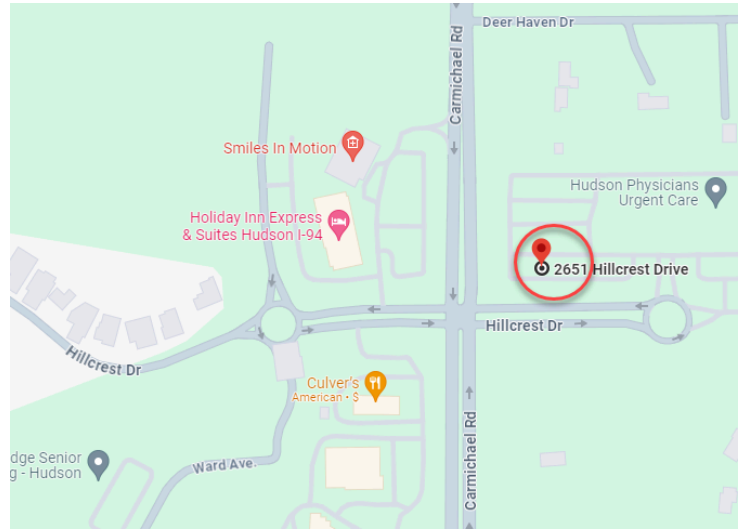 Deer Haven Dr
Carmichael Rd
Smiles In Motion
Hudson Physicians
Urgent Care
Holiday Inn Express
& Suites Hudson I-94
2651 Hillcrest Drive
Hillcrest Dr
Hillcrest Dr
Culver's
American • $
Carmichael Rd
dge Senior
g - Hudson
Ward Ave.